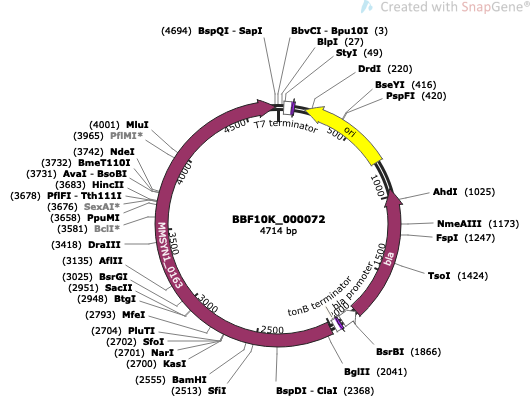 Created with SnapGene®
(4694) BspQI - SapI
BbvCI - Bpu10I (3)
BlpI (27)
StyI (49)
DrdI (220)
BseYI (416)
PspFI (420)
AhdI (1025)
NmeAIII (1173)
FspI (1247)
TsoI (1424)
BsrBI (1866)
BglII (2041)
BspDI - ClaI (2368)
(2513) SfiI
(2555) BamHI
(2700) KasI
(2701) NarI
(2702) SfoI
(2704) PluTI
(2793) MfeI
(2948) BtgI
(2951) SacII
(3025) BsrGI
(3135) AflII
(3418) DraIII
(3581) BclI*
(3658) PpuMI
(3676) SexAI*
(3678) PflFI - Tth111I
(3683) HincII
(3731) AvaI - BsoBI
(3732) BmeT110I
(3742) NdeI
(3965) PflMI*
(4001) MluI
T7 terminator
ori
bla
bla promoter
tonB terminator
MMSYN1_0163
500
1000
1500
2000
2500
3000
3500
4000
4500
BBF10K_000072
4714 bp